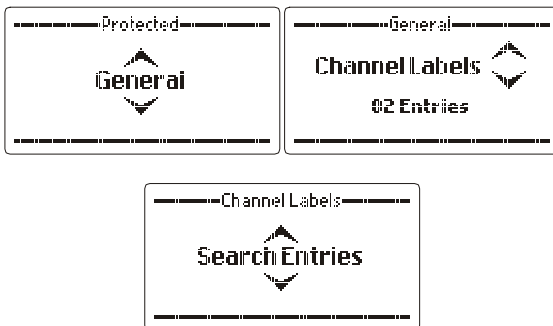 Protected
General
General
Channel Labels
02 Entries
Channel Labels
Search Entries